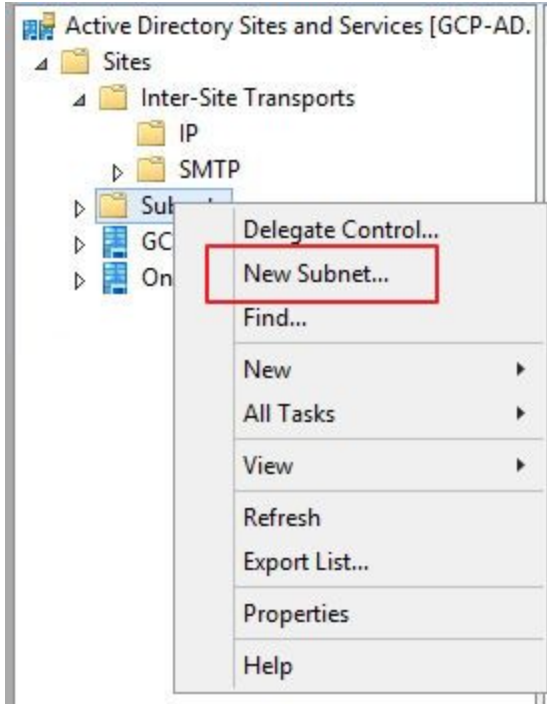 Active Directory Sites and Services [GCP-AD.
Sites
Inter-Site Transports
IP
SMTP
GC
On
Delegate Control...
New Subnet...
Find...
New
All Tasks
View
Refresh
Export List...
Properties
Help